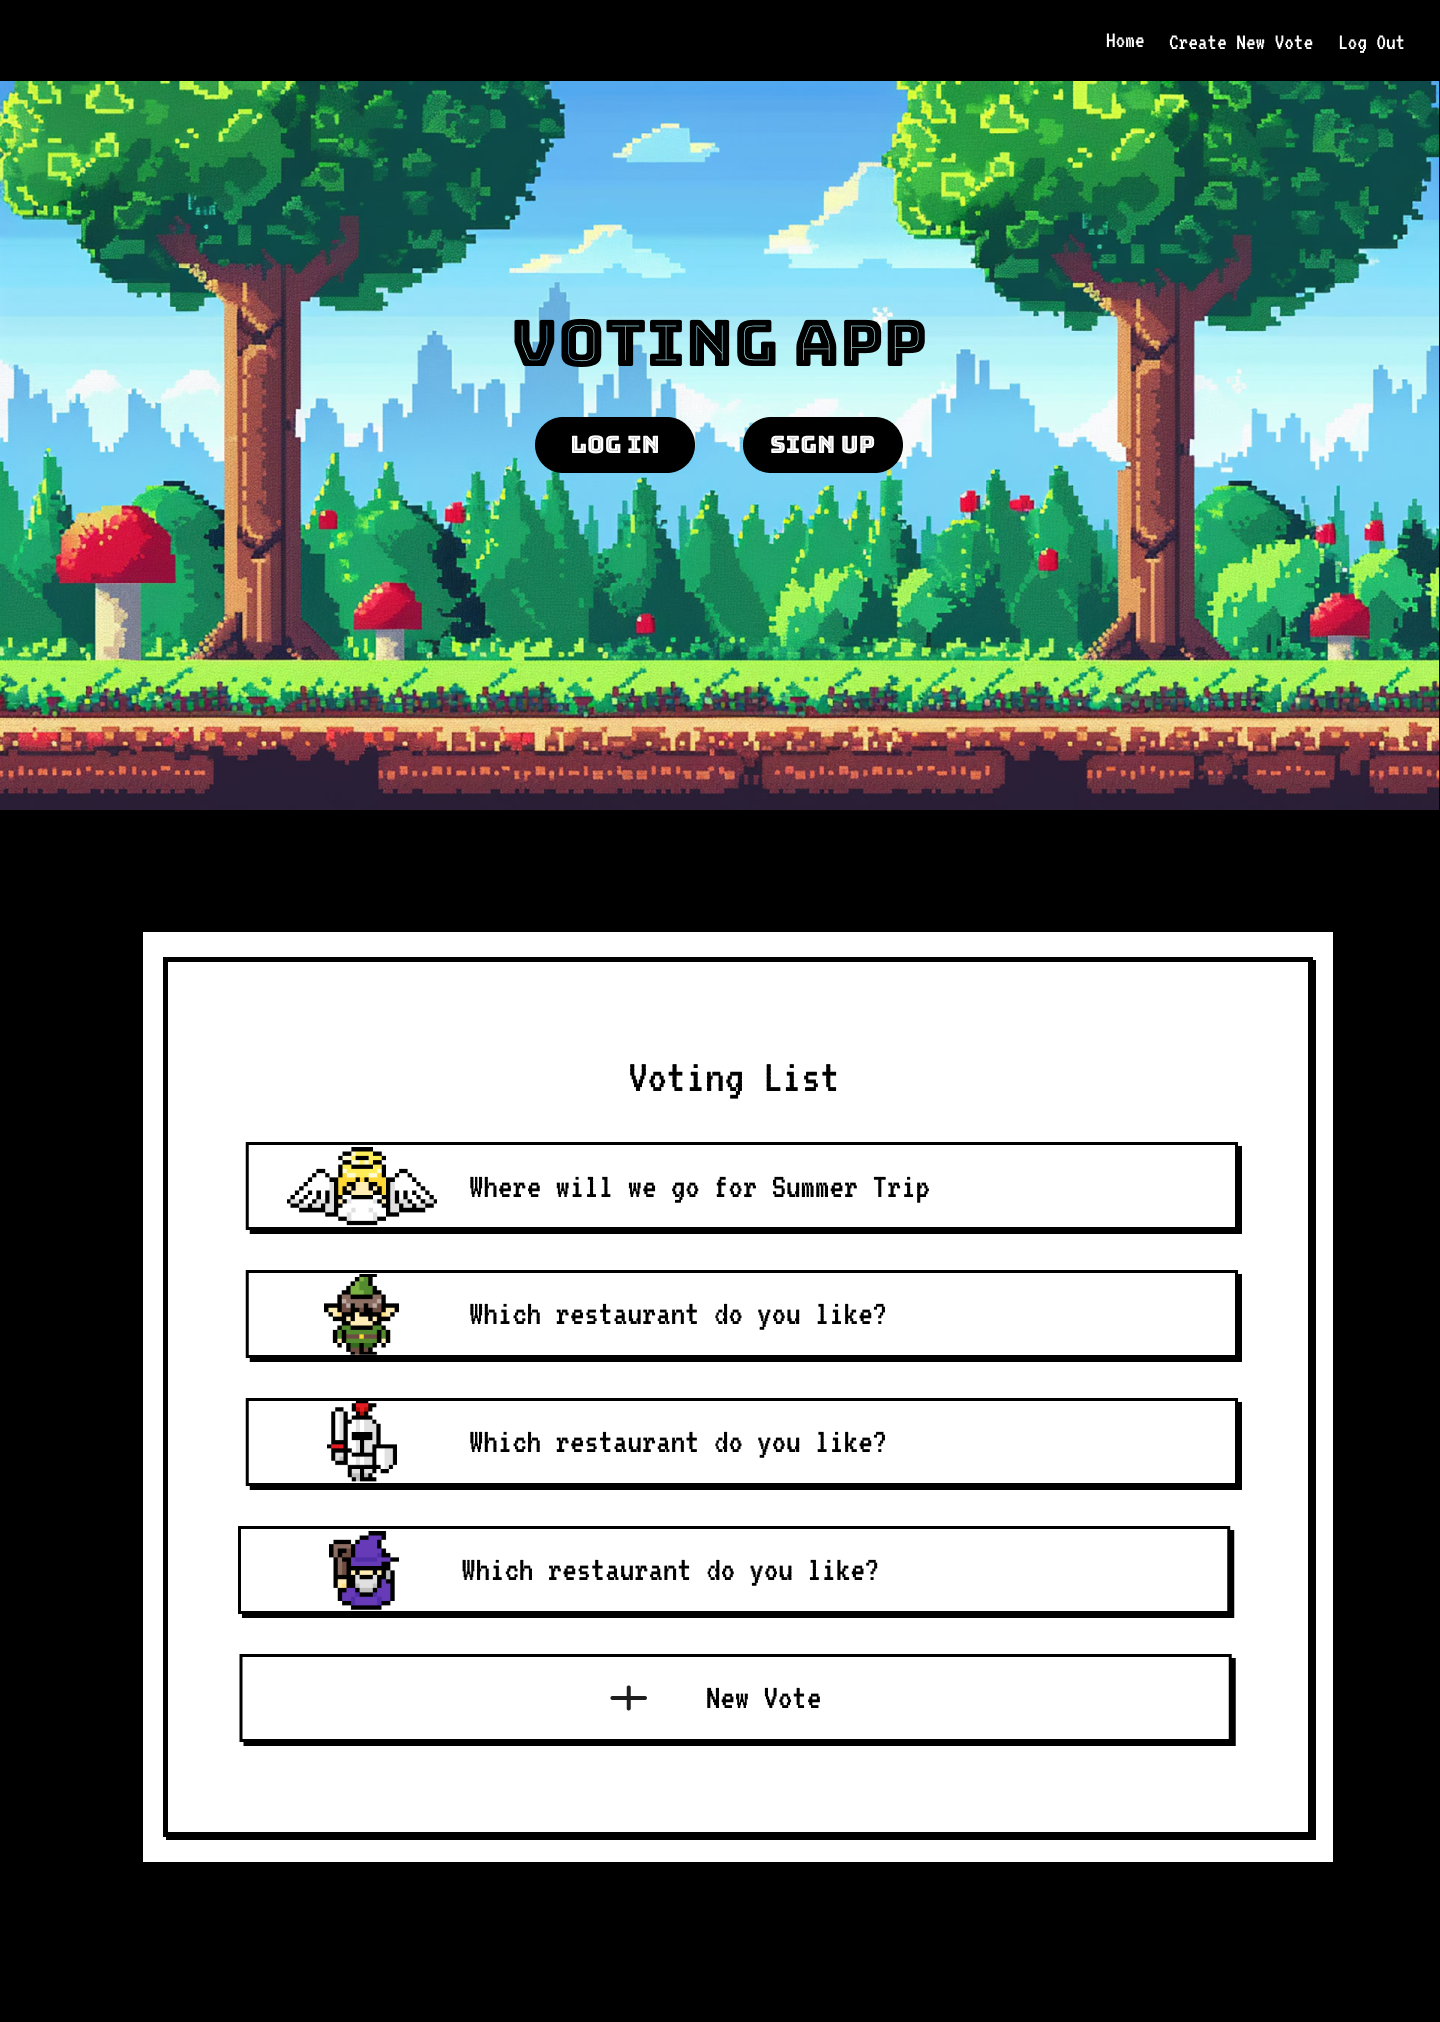 Home Create New Vote Log Out
VOTING APP
LOG IN SIGN UP
Voting List
Where will we go for Summer Trip
Which restaurant do you like?
Which restaurant do you like?
Which restaurant do you like?
New Vote